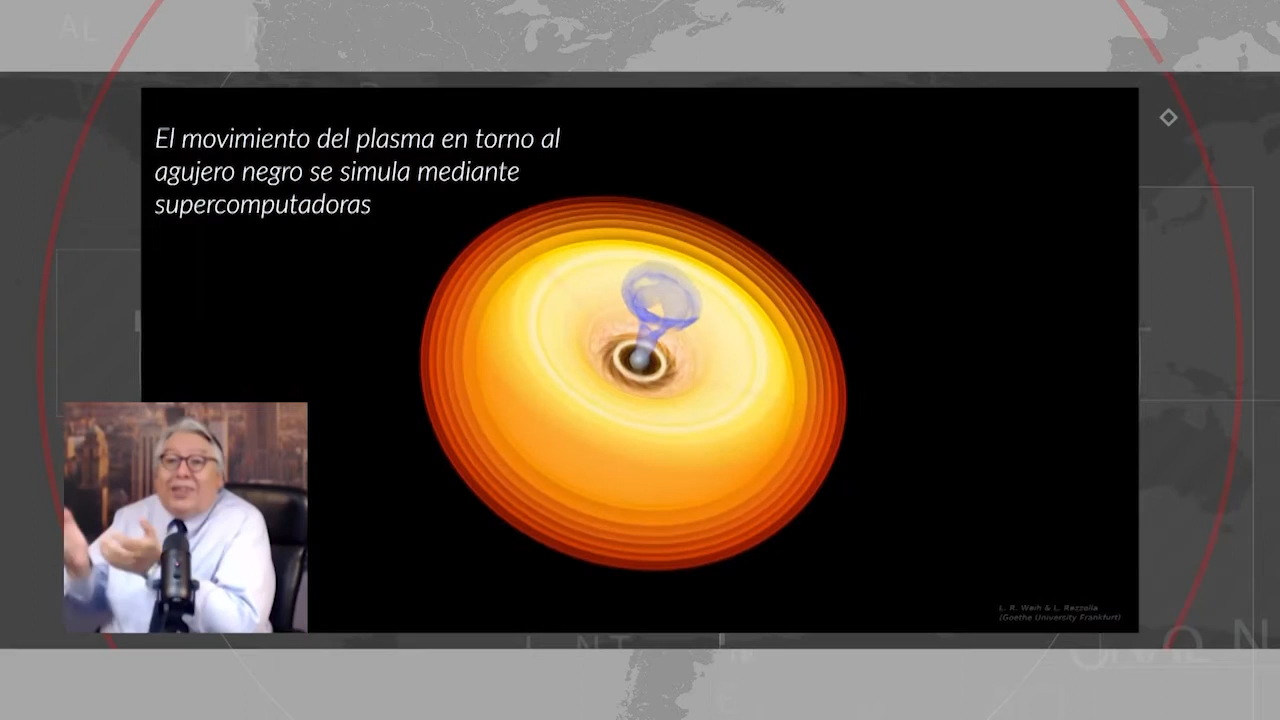 El movimiento del plasma en torno al
agujero negro se simula mediante
supercomputadoras
L. R. Weih & L. Rezzolla
(Goethe University Frankfurt)